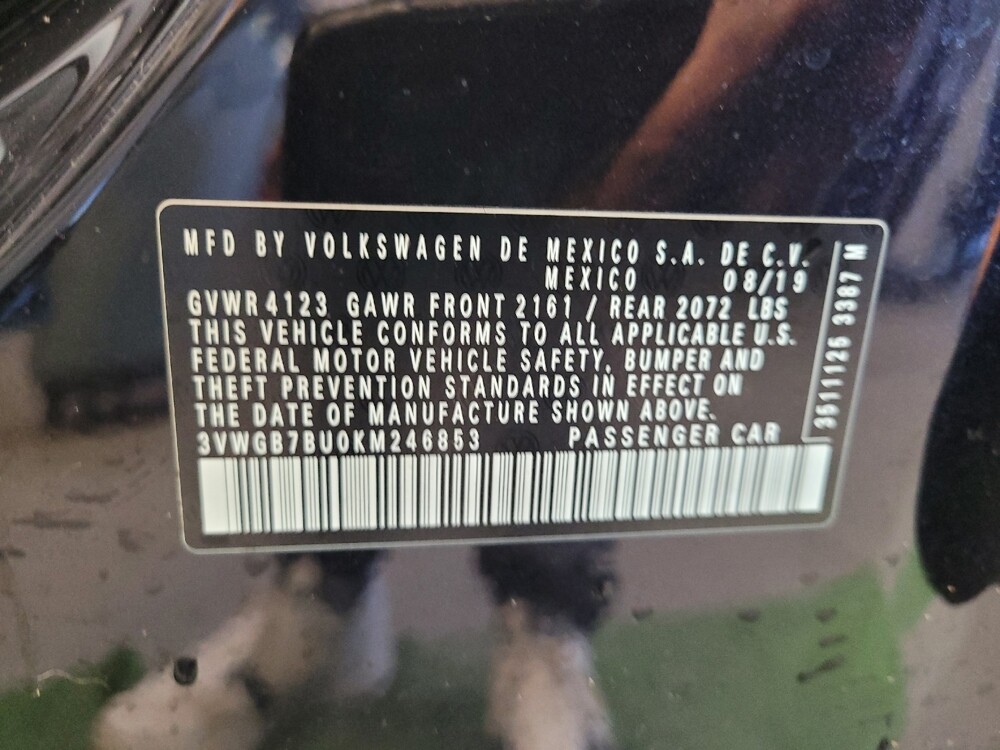 MFD BY VOLKSWAGEN DE MEXICO S.A. DE C.V.
MEXICO 08/19
GVWR 4123 GAWR FRONT 2161 / REAR 2072 LBS
THIS VEHICLE CONFORMS TO ALL APPLICABLE U.S.
FEDERAL MOTOR VEHICLE SAFETY, BUMPER AND
THEFT PREVENTION STANDARDS IN EFFECT ON
THE DATE OF MANUFACTURE SHOWN ABOVE.
3VWGB7BU0KM246853 PASSENGER CAR
3511125 3387 M